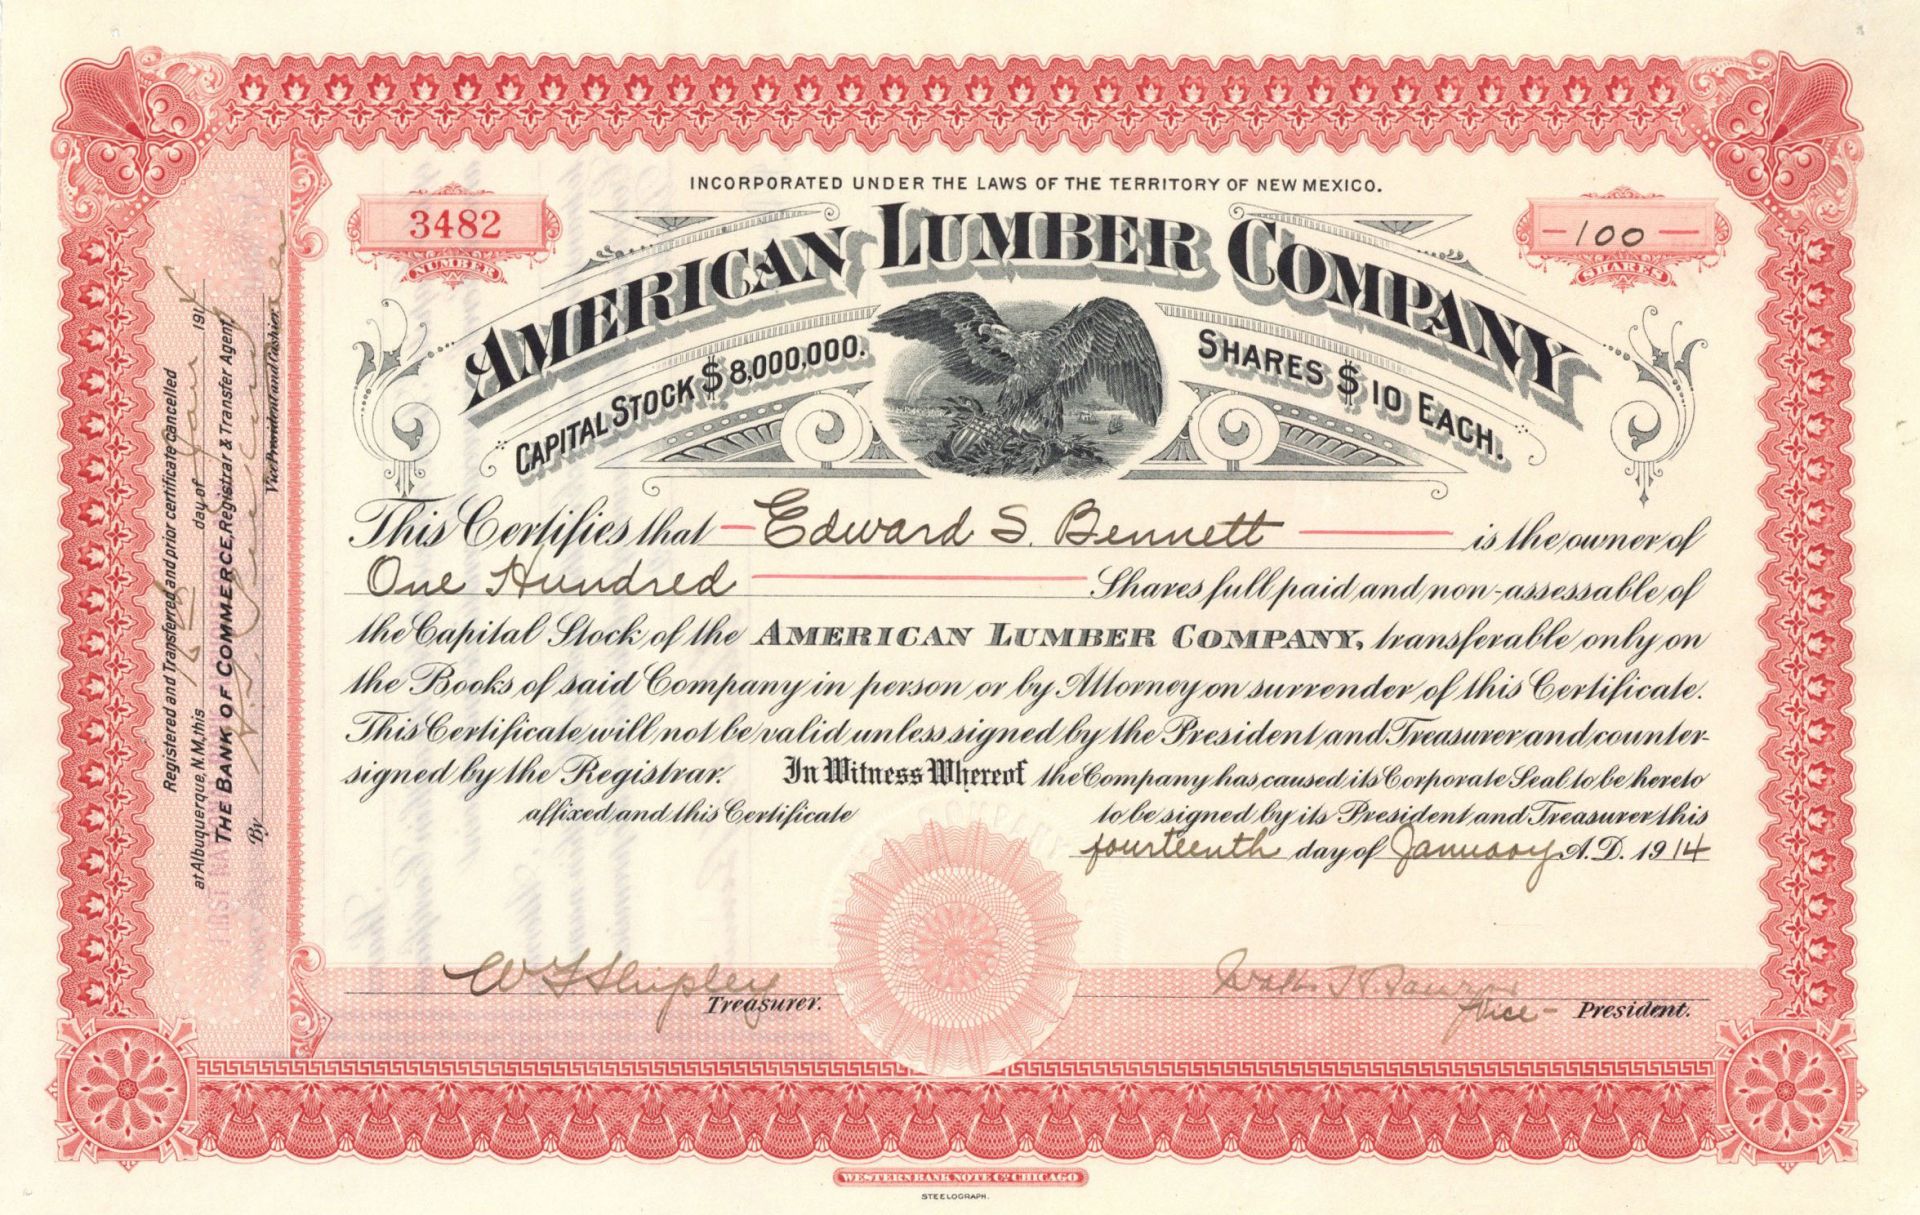 INCORPORATED UNDER THE LAWS OF THE TERRITORY OF NEW MEXICO.
3482
NUMBER
-100-
SHARES
AMERICAN LUMBER COMPANY
CAPITAL STOCK $8,000,000.
SHARES $10 EACH.
This Certifies that - Edward S. Bennett is the owner of
One Hundred Shares full paid and non-assessable of
the Capital Stock of the AMERICAN LUMBER COMPANY, transferable only on
the Books of said Company in person or by Attorney on surrender of this Certificate.
This Certificate will not be valid unless signed by the President and Treasurer and counter-
signed by the Registrar. In Witness Whereof the Company has caused its Corporate Seal to be hereto
affixed and this Certificate to be signed by its President and Treasurer this
fourteenth day of January A.D. 1914
W F Shipley
Treasurer.
Vice- President.
Registered and Transferred and prior certificate cancelled
at Albuquerque, N.M., this 15 day of Jan 1914
THE BANK OF COMMERCE, Registrar & Transfer Agent
By
Vice President and Cashier
WESTERN BANK NOTE CO. CHICAGO
STEELOGRAPH.